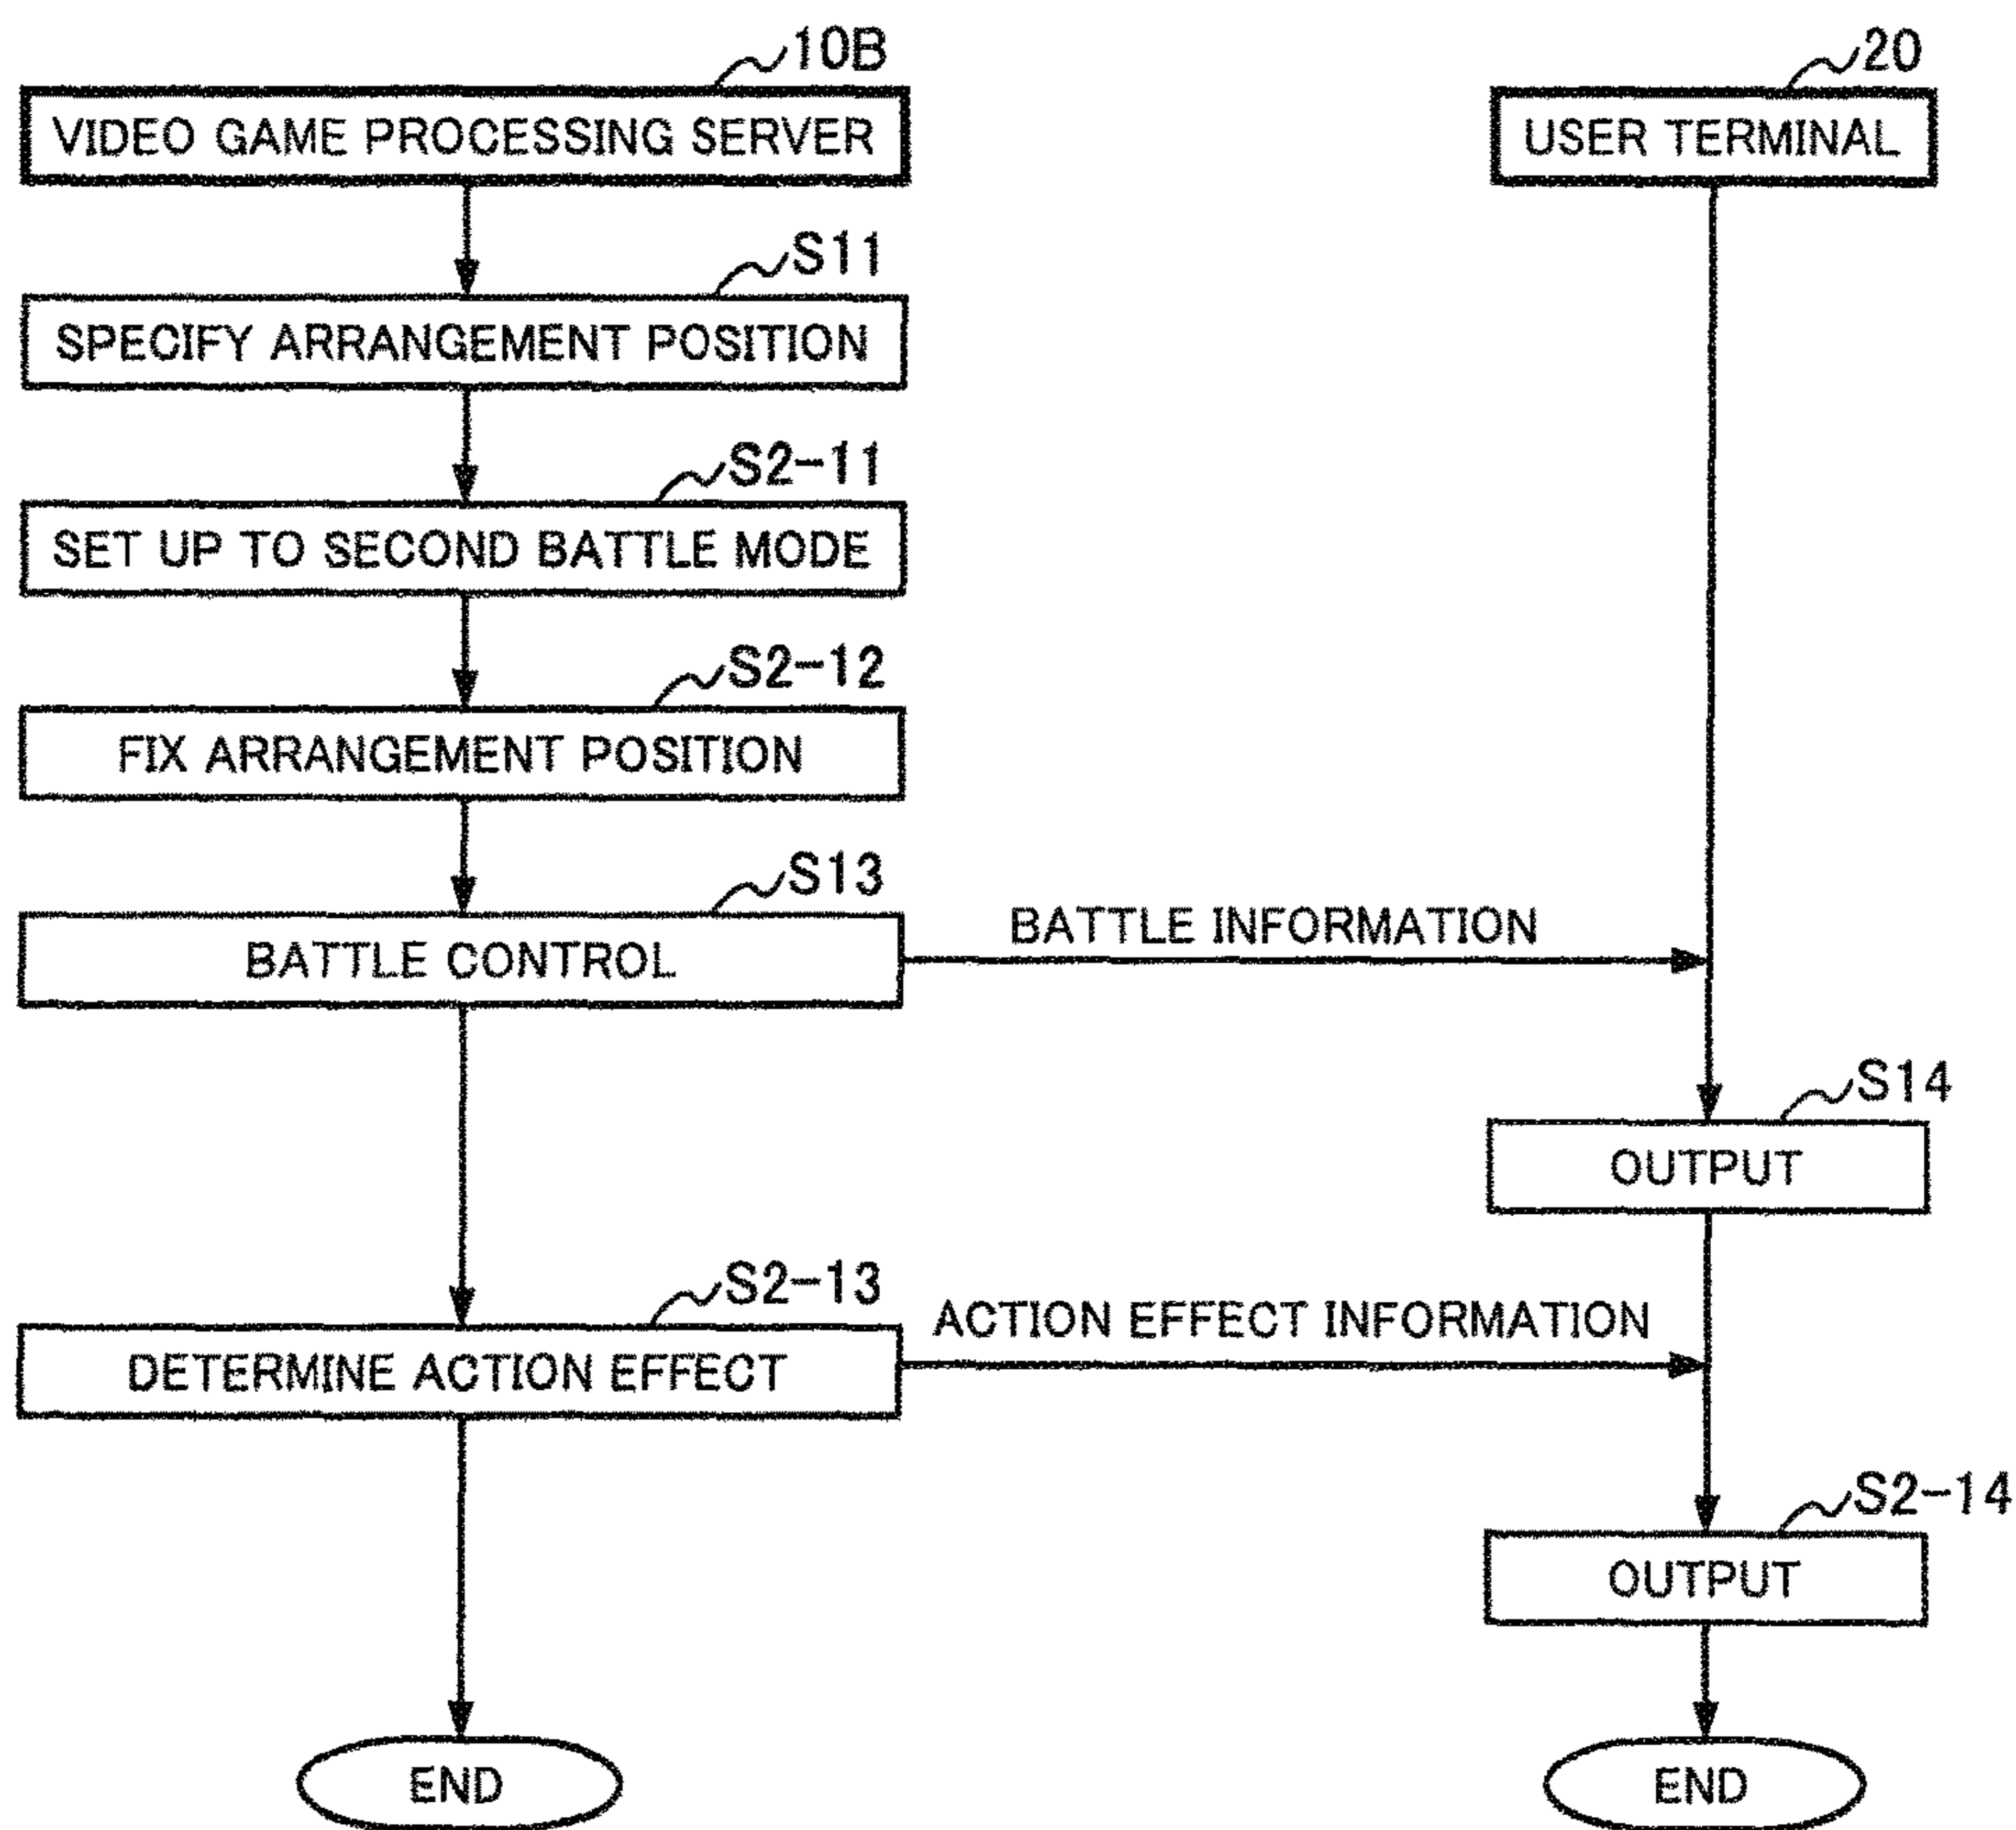 10B
VIDEO GAME PROCESSING SERVER
20
USER TERMINAL
S11
SPECIFY ARRANGEMENT POSITION
S2-11
SET UP TO SECOND BATTLE MODE
S2-12
FIX ARRANGEMENT POSITION
S13
BATTLE CONTROL
BATTLE INFORMATION
S14
OUTPUT
S2-13
DETERMINE ACTION EFFECT
ACTION EFFECT INFORMATION
S2-14
OUTPUT
END
END